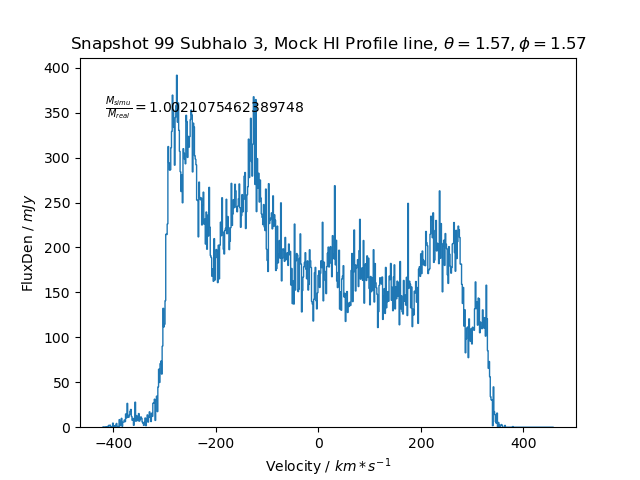 Snapshot 99 Subhalo 3, Mock HI Profile line, θ = 1.57, ϕ = 1.57
M_simu/M_real = 1.0021075462389748
400
350
300
250
200
150
100
50
0
FluxDen / mJy
−400 −200 0 200 400
Velocity / km * s⁻¹